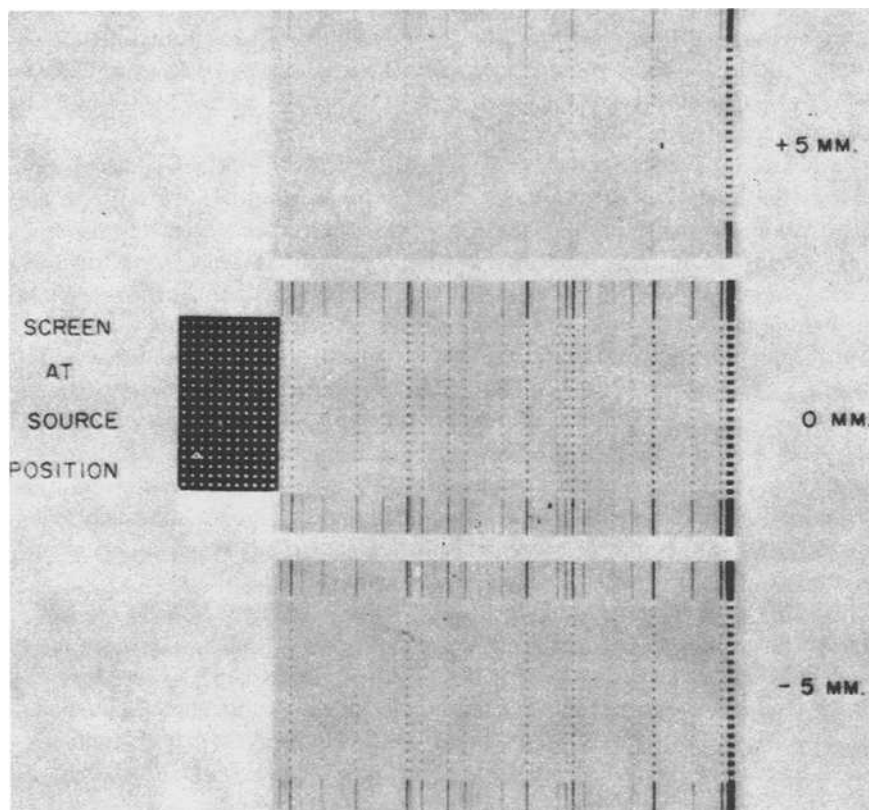 +5 MM.
SCREEN
AT
SOURCE
POSITION
0 MM.
- 5 MM.